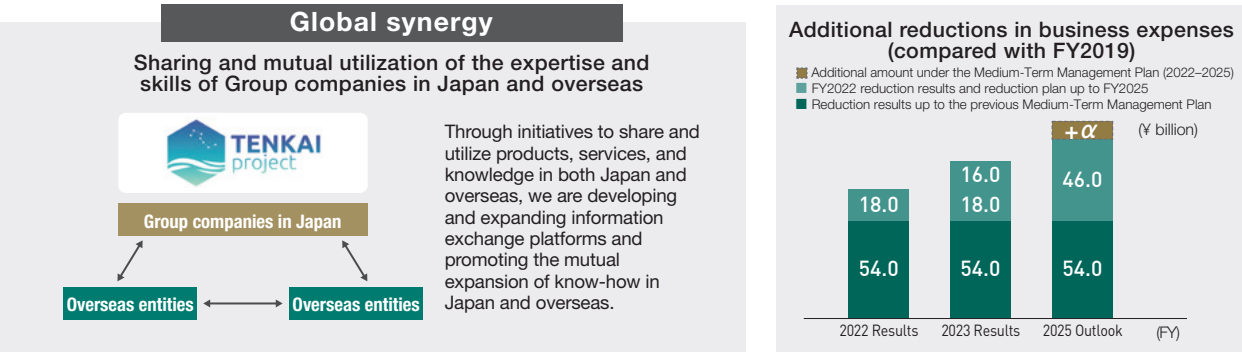 Global synergy
Sharing and mutual utilization of the expertise and
skills of Group companies in Japan and overseas
TENKAI
project
Group companies in Japan
Overseas entities
Overseas entities
Through initiatives to share and
utilize products, services, and
knowledge in both Japan and
overseas, we are developing
and expanding information
exchange platforms and
promoting the mutual
expansion of know-how in
Japan and overseas.
Additional reductions in business expenses
(compared with FY2019)
Additional amount under the Medium-Term Management Plan (2022–2025)
FY2022 reduction results and reduction plan up to FY2025
Reduction results up to the previous Medium-Term Management Plan
(¥ billion)
18.0
54.0
16.0
18.0
54.0
+α
46.0
54.0
2022 Results
2023 Results
2025 Outlook
(FY)